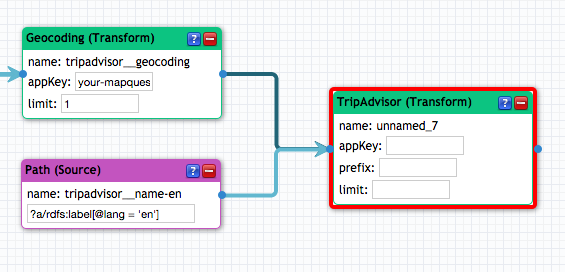 Geocoding (Transform) ?
name: tripadvisor__geocoding
appKey: your-mapques
limit: 1
Path (Source) ?
name: tripadvisor__name-en
?a/rdfs:label[@lang = 'en']
TripAdvisor (Transform) ?
name: unnamed_7
appKey:
prefix:
limit: